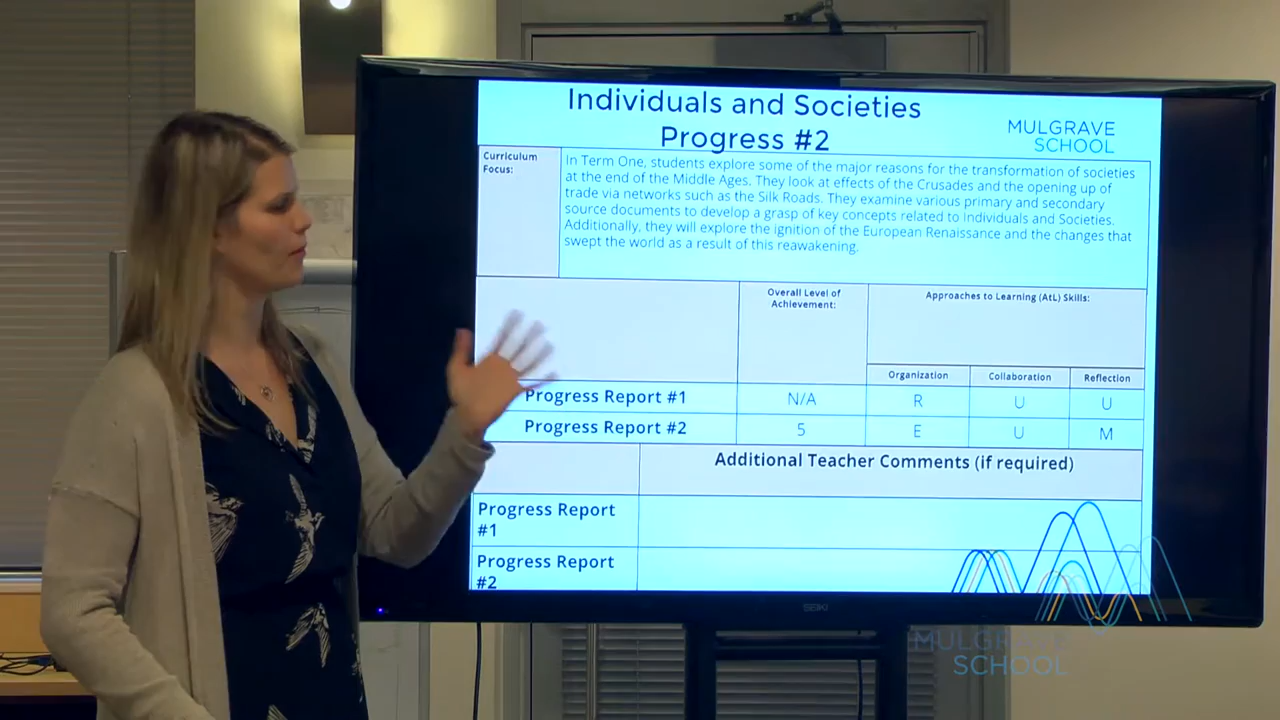 Individuals and Societies
Progress #2
MULGRAVE
SCHOOL
Curriculum
Focus:
In Term One, students explore some of the major reasons for the transformation of societies
at the end of the Middle Ages. They look at effects of the Crusades and the opening up of
trade via networks such as the Silk Roads. They examine various primary and secondary
source documents to develop a grasp of key concepts related to Individuals and Societies.
Additionally, they will explore the ignition of the European Renaissance and the changes that
swept the world as a result of this reawakening.
Overall Level of
Achievement:
Approaches to Learning (AtL) Skills:
Organization Collaboration Reflection
Progress Report #1 N/A R U U
Progress Report #2 5 E U M
Additional Teacher Comments (if required)
Progress Report
#1
Progress Report
#2
SEIKI
MULGRAVE
SCHOOL